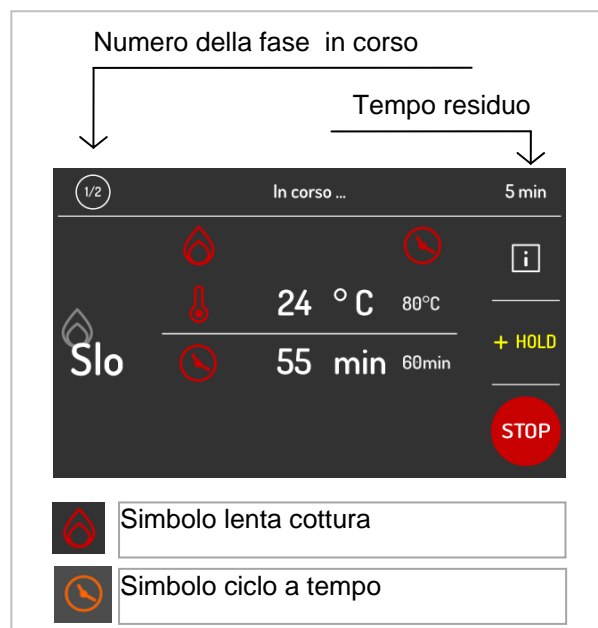 Numero della fase in corso
Tempo residuo
1/2 In corso ... 5 min
i
24 °C 80°C
+ HOLD
Slo 55 min 60min
STOP
Simbolo lenta cottura
Simbolo ciclo a tempo